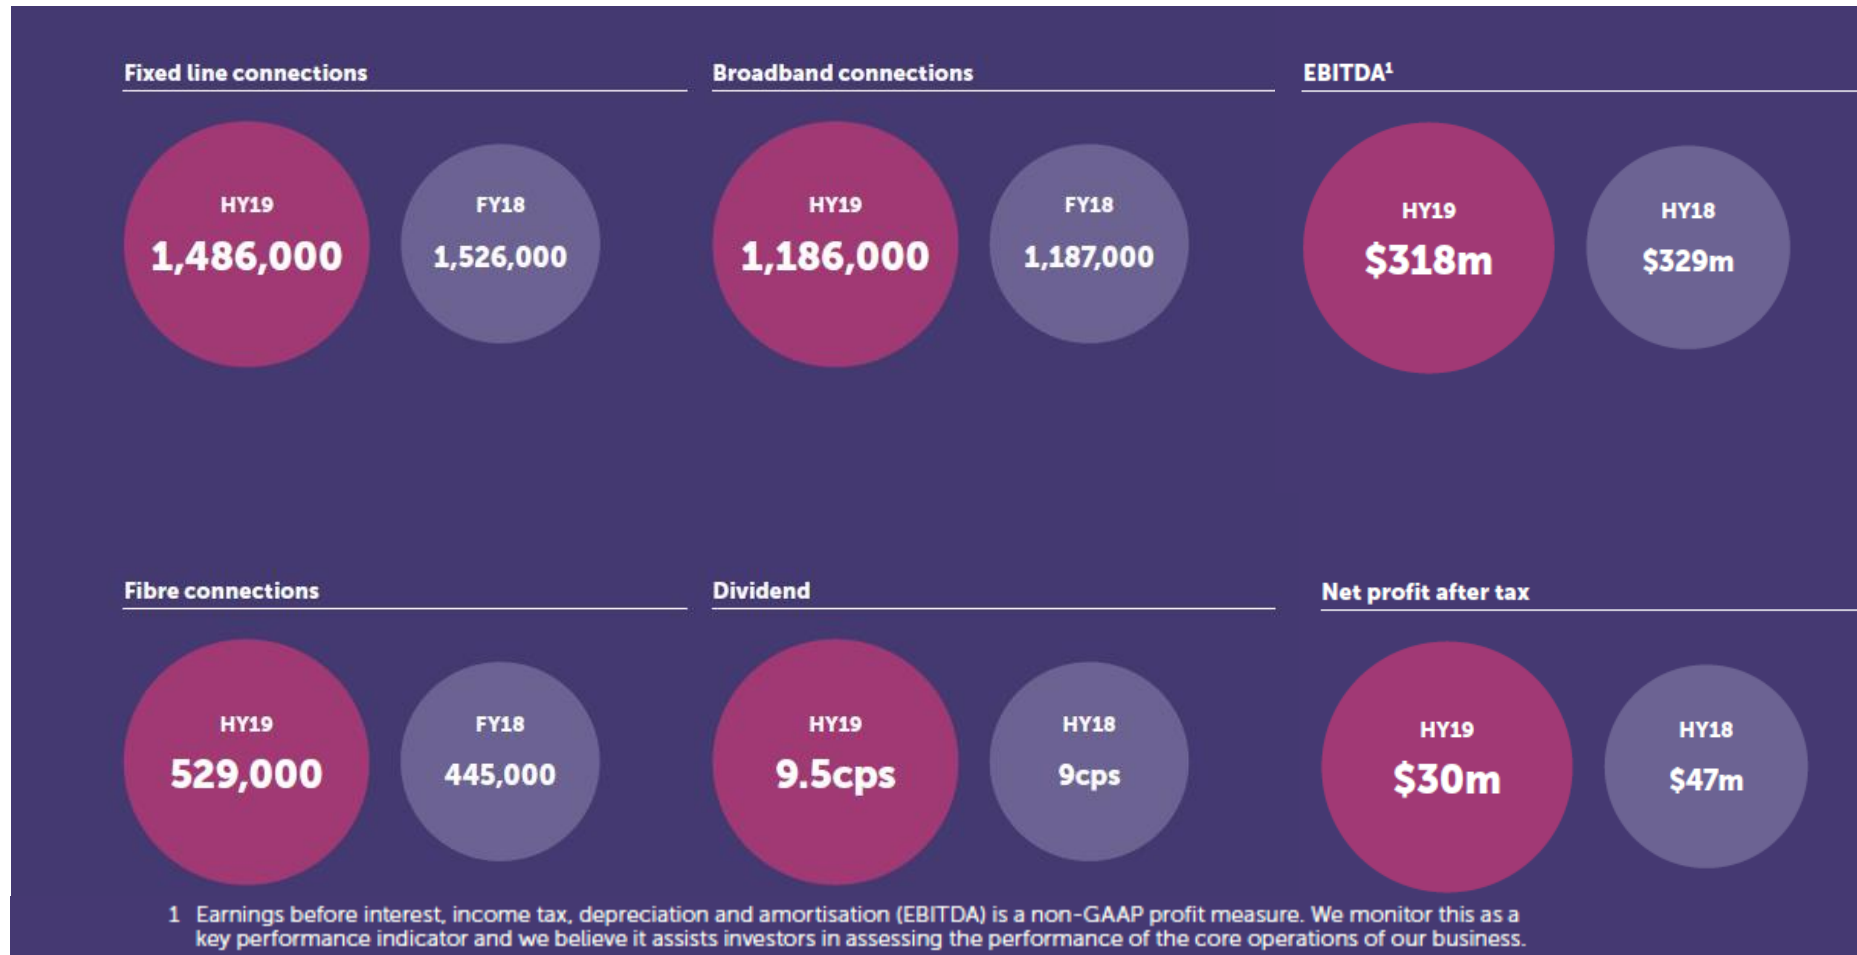 Fixed line connections
HY19
1,486,000
FY18
1,526,000
Broadband connections
HY19
1,186,000
FY18
1,187,000
EBITDA¹
HY19
$318m
HY18
$329m
Fibre connections
HY19
529,000
FY18
445,000
Dividend
HY19
9.5cps
HY18
9cps
Net profit after tax
HY19
$30m
HY18
$47m
1 Earnings before interest, income tax, depreciation and amortisation (EBITDA) is a non-GAAP profit measure. We monitor this as a
key performance indicator and we believe it assists investors in assessing the performance of the core operations of our business.